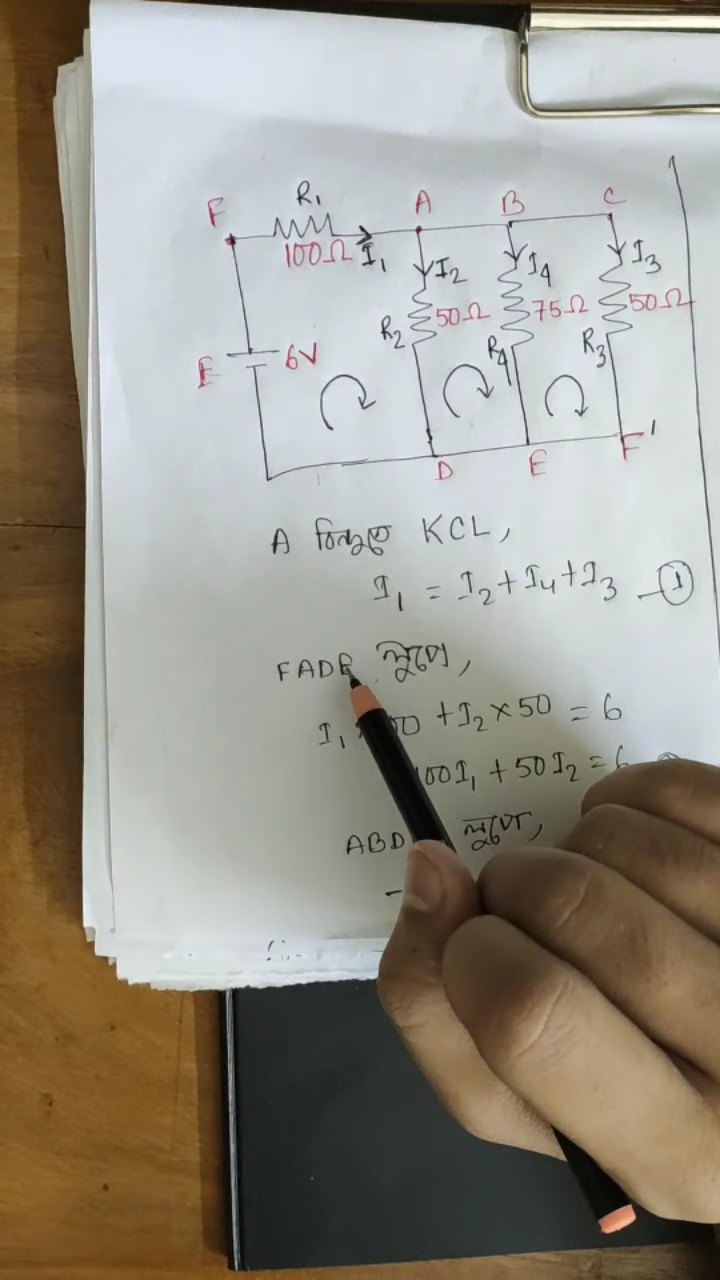 R₁
F
A
B
C
100Ω
I₁
I₂
I₄
I₃
50Ω
75Ω
50Ω
R₂
R₄
R₃
E
6V
D
E
F'
A বিন্দুতে KCL,
I₁ = I₂+I₄+I₃ —①
FADE লুপে,
I₁ +I₂×50 = 6
100I₁ + 50I₂ = 6
ABD লুপে,